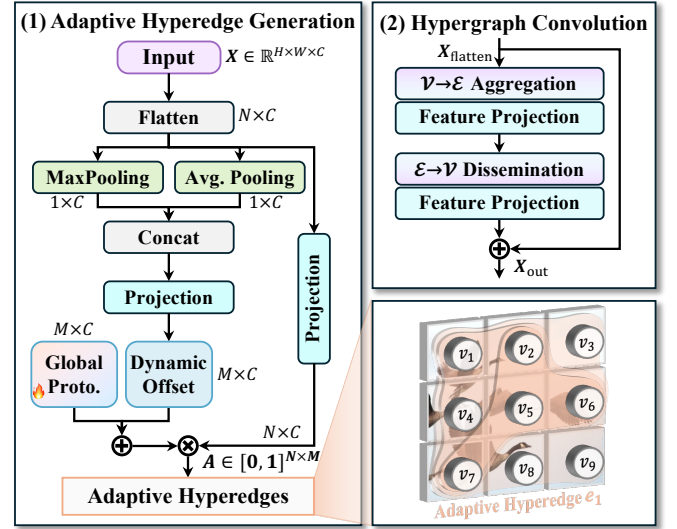 (1) Adaptive Hyperedge Generation
Input
X ∈ ℝ^{H×W×C}
Flatten
N×C
MaxPooling
Avg. Pooling
1×C
1×C
Concat
Projection
Projection
M×C
Global
Proto.
Dynamic
Offset
M×C
N×C
A ∈ [0, 1]^{N×M}
Adaptive Hyperedges
(2) Hypergraph Convolution
X_flatten
𝒱→ℰ Aggregation
Feature Projection
ℰ→𝒱 Dissemination
Feature Projection
X_out
v₁
v₂
v₃
v₄
v₅
v₆
v₇
v₈
v₉
Adaptive Hyperedge e₁